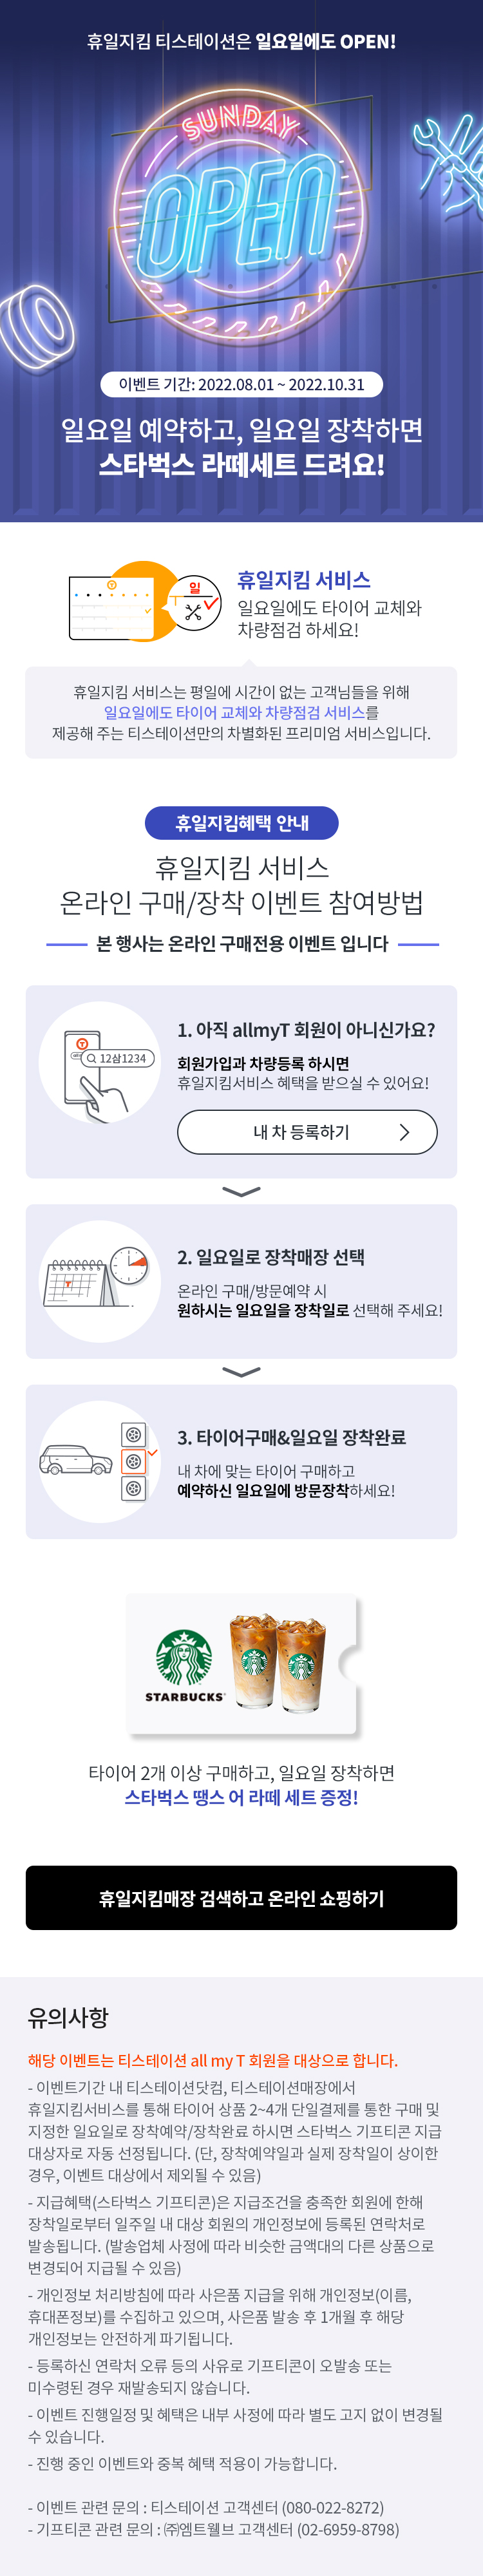 휴일지킴 티스테이션은 일요일에도 OPEN!
SUNDAY
OPEN
이벤트 기간: 2022.08.01 ~ 2022.10.31
일요일 예약하고, 일요일 장착하면
스타벅스 라떼세트 드려요!
일
휴일지킴 서비스
일요일에도 타이어 교체와
차량점검 하세요!
휴일지킴 서비스는 평일에 시간이 없는 고객님들을 위해
일요일에도 타이어 교체와 차량점검 서비스를
제공해 주는 티스테이션만의 차별화된 프리미엄 서비스입니다.
휴일지킴혜택 안내
휴일지킴 서비스
온라인 구매/장착 이벤트 참여방법
본 행사는 온라인 구매전용 이벤트 입니다
1. 아직 allmyT 회원이 아니신가요?
12삼1234
회원가입과 차량등록 하시면
휴일지킴서비스 혜택을 받으실 수 있어요!
내 차 등록하기
2. 일요일로 장착매장 선택
온라인 구매/방문예약 시
원하시는 일요일을 장착일로 선택해 주세요!
3. 타이어구매&일요일 장착완료
내 차에 맞는 타이어 구매하고
예약하신 일요일에 방문장착하세요!
STARBUCKS
타이어 2개 이상 구매하고, 일요일 장착하면
스타벅스 땡스 어 라떼 세트 증정!
휴일지킴매장 검색하고 온라인 쇼핑하기
유의사항
해당 이벤트는 티스테이션 all my T 회원을 대상으로 합니다.
- 이벤트기간 내 티스테이션닷컴, 티스테이션매장에서
휴일지킴서비스를 통해 타이어 상품 2~4개 단일결제를 통한 구매 및
지정한 일요일로 장착예약/장착완료 하시면 스타벅스 기프티콘 지급
대상자로 자동 선정됩니다. (단, 장착예약일과 실제 장착일이 상이한
경우, 이벤트 대상에서 제외될 수 있음)
- 지급혜택(스타벅스 기프티콘)은 지급조건을 충족한 회원에 한해
장착일로부터 일주일 내 대상 회원의 개인정보에 등록된 연락처로
발송됩니다. (발송업체 사정에 따라 비슷한 금액대의 다른 상품으로
변경되어 지급될 수 있음)
- 개인정보 처리방침에 따라 사은품 지급을 위해 개인정보(이름,
휴대폰정보)를 수집하고 있으며, 사은품 발송 후 1개월 후 해당
개인정보는 안전하게 파기됩니다.
- 등록하신 연락처 오류 등의 사유로 기프티콘이 오발송 또는
미수령된 경우 재발송되지 않습니다.
- 이벤트 진행일정 및 혜택은 내부 사정에 따라 별도 고지 없이 변경될
수 있습니다.
- 진행 중인 이벤트와 중복 혜택 적용이 가능합니다.
- 이벤트 관련 문의 : 티스테이션 고객센터 (080-022-8272)
- 기프티콘 관련 문의 : ㈜엠트웰브 고객센터 (02-6959-8798)